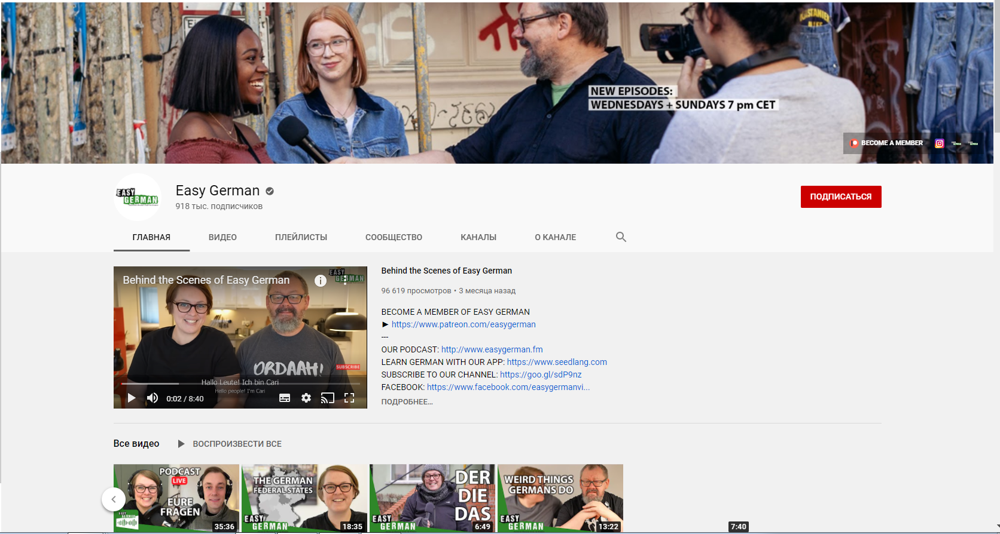 NEW EPISODES:
WEDNESDAYS + SUNDAYS 7 pm CET
BECOME A MEMBER
EASY
GERMAN
Easy German
918 тыс. подписчиков
ПОДПИСАТЬСЯ
ГЛАВНАЯ
ВИДЕО
ПЛЕЙЛИСТЫ
СООБЩЕСТВО
КАНАЛЫ
О КАНАЛЕ
Behind the Scenes of Easy German
EASY
GERMAN
ORDAAH!
SUBSCRIBE
Hallo Leute! Ich bin Cari
Hello people! I'm Cari
0:02 / 8:40
Behind the Scenes of Easy German
96 619 просмотров • 3 месяца назад
BECOME A MEMBER OF EASY GERMAN
► https://www.patreon.com/easygerman
---
OUR PODCAST: http://www.easygerman.fm
LEARN GERMAN WITH OUR APP: https://www.seedlang.com
SUBSCRIBE TO OUR CHANNEL: https://goo.gl/sdP9nz
FACEBOOK: https://www.facebook.com/easygermanvi...
ПОДРОБНЕЕ...
Все видео
ВОСПРОИЗВЕСТИ ВСЕ
PODCAST
LIVE
EURE
FRAGEN
EASY
GERMAN
35:36
THE GERMAN
FEDERAL STATES
EASY
GERMAN
18:35
DER
DIE
DAS
EASY
GERMAN
6:49
WEIRD THINGS
GERMANS DO
EASY
GERMAN
13:22
7:40